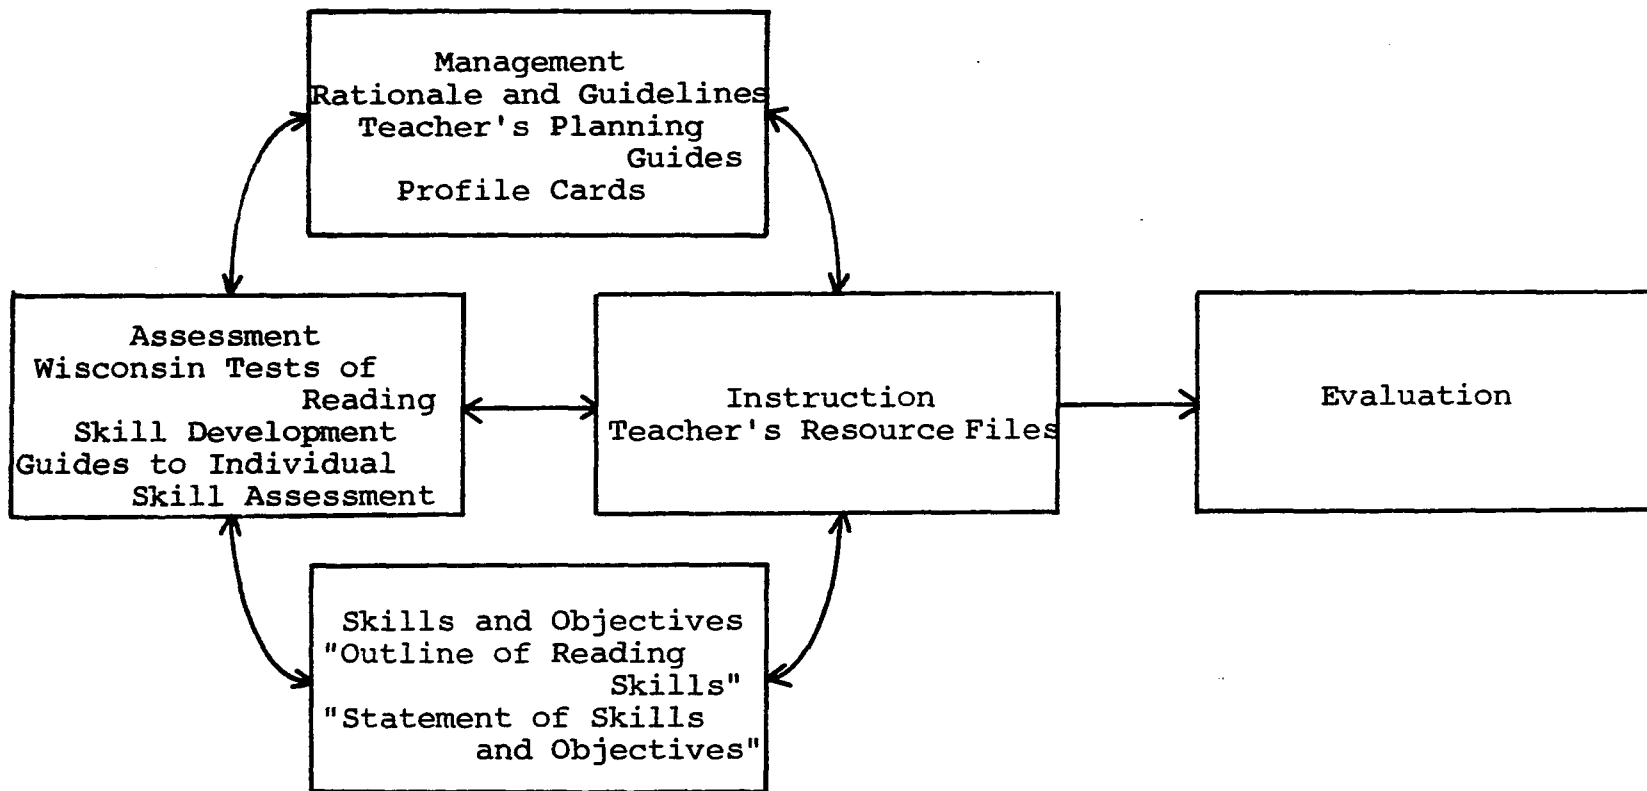 Management
Rationale and Guidelines
Teacher's Planning
Guides
Profile Cards
Assessment
Wisconsin Tests of
Reading
Skill Development
Guides to Individual
Skill Assessment
Instruction
Teacher's Resource Files
Evaluation
Skills and Objectives
"Outline of Reading
Skills"
"Statement of Skills
and Objectives"